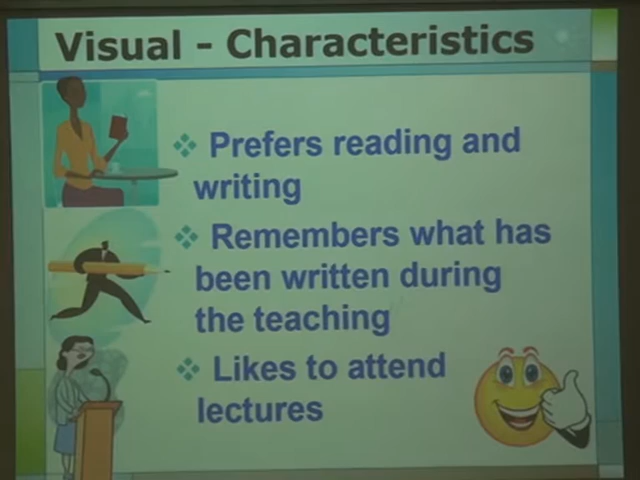 Visual - Characteristics
❖ Prefers reading and
writing
❖ Remembers what has
been written during
the teaching
❖ Likes to attend
lectures